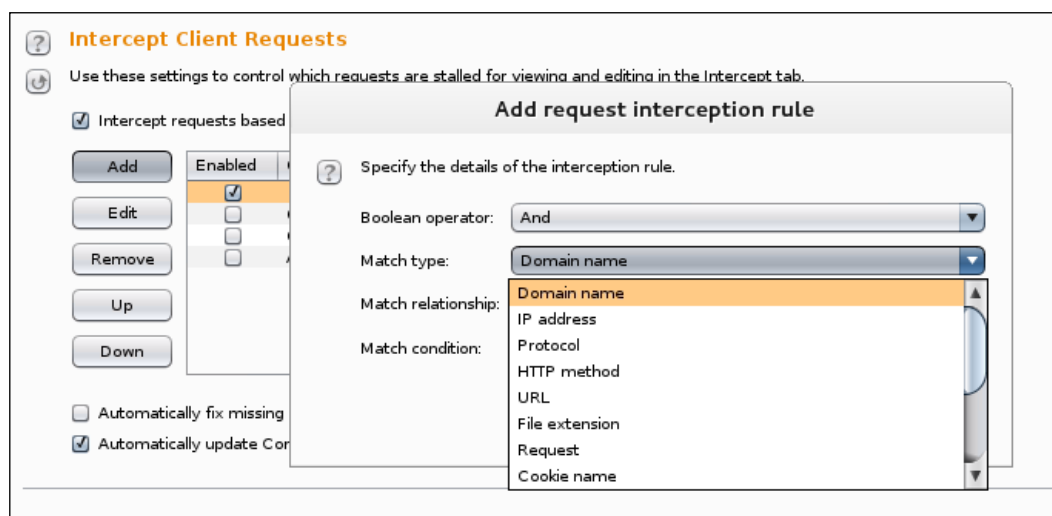 Intercept Client Requests
Use these settings to control which requests are stalled for viewing and editing in the Intercept tab.
Add request interception rule
Intercept requests based
Add
Enabled
Specify the details of the interception rule.
Edit
Boolean operator: And
Remove
Match type: Domain name
Domain name
Up
Match relationship:
IP address
Down
Match condition:
Protocol
HTTP method
URL
Automatically fix missing
File extension
Automatically update Cor
Request
Cookie name